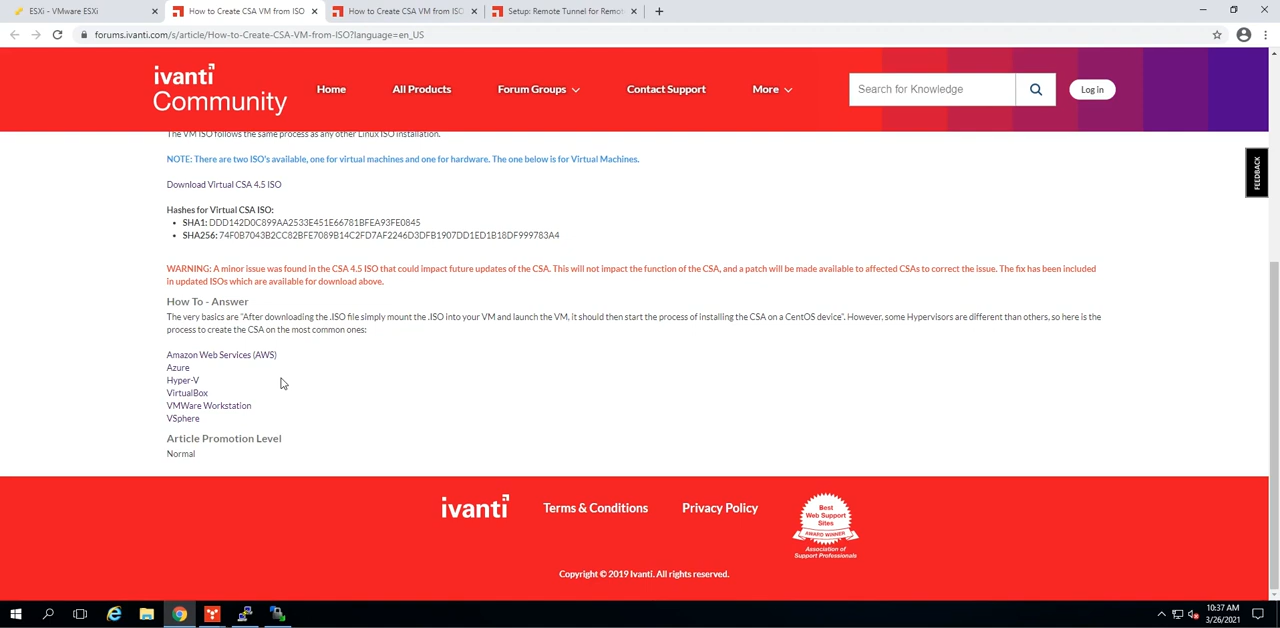 ESXi - VMware ESXi
How to Create CSA VM from ISO
How to Create CSA VM from ISO
Setup: Remote Tunnel for Remot
forums.ivanti.com/s/article/How-to-Create-CSA-VM-from-ISO?language=en_US
ivanti
Community
Home
All Products
Forum Groups
Contact Support
More
Search for Knowledge
Log in
The VM ISO follows the same process as any other Linux ISO installation.
NOTE: There are two ISO's available, one for virtual machines and one for hardware. The one below is for Virtual Machines.
FEEDBACK
Download Virtual CSA 4.5 ISO
Hashes for Virtual CSA ISO:
• SHA1: DDD142D0C899AA2533E451E66781BFEA93FE0845
• SHA256: 74F0B7043B2CC82BFE7089B14C2FD7AF2246D3DFB1907DD1ED1B18DF999783A4
WARNING: A minor issue was found in the CSA 4.5 ISO that could impact future updates of the CSA. This will not impact the function of the CSA, and a patch will be made available to affected CSAs to correct the issue. The fix has been included
in updated ISOs which are available for download above.
How To - Answer
The very basics are "After downloading the .ISO file simply mount the .ISO into your VM and launch the VM, it should then start the process of installing the CSA on a CentOS device". However, some Hypervisors are different than others, so here is the
process to create the CSA on the most common ones:
Amazon Web Services (AWS)
Azure
Hyper-V
VirtualBox
VMWare Workstation
VSphere
Article Promotion Level
Normal
ivanti
Terms & Conditions
Privacy Policy
Best
Web Support
Sites
AWARD WINNER
Association of
Support Professionals
Copyright © 2019 Ivanti. All rights reserved.
10:37 AM
3/26/2021